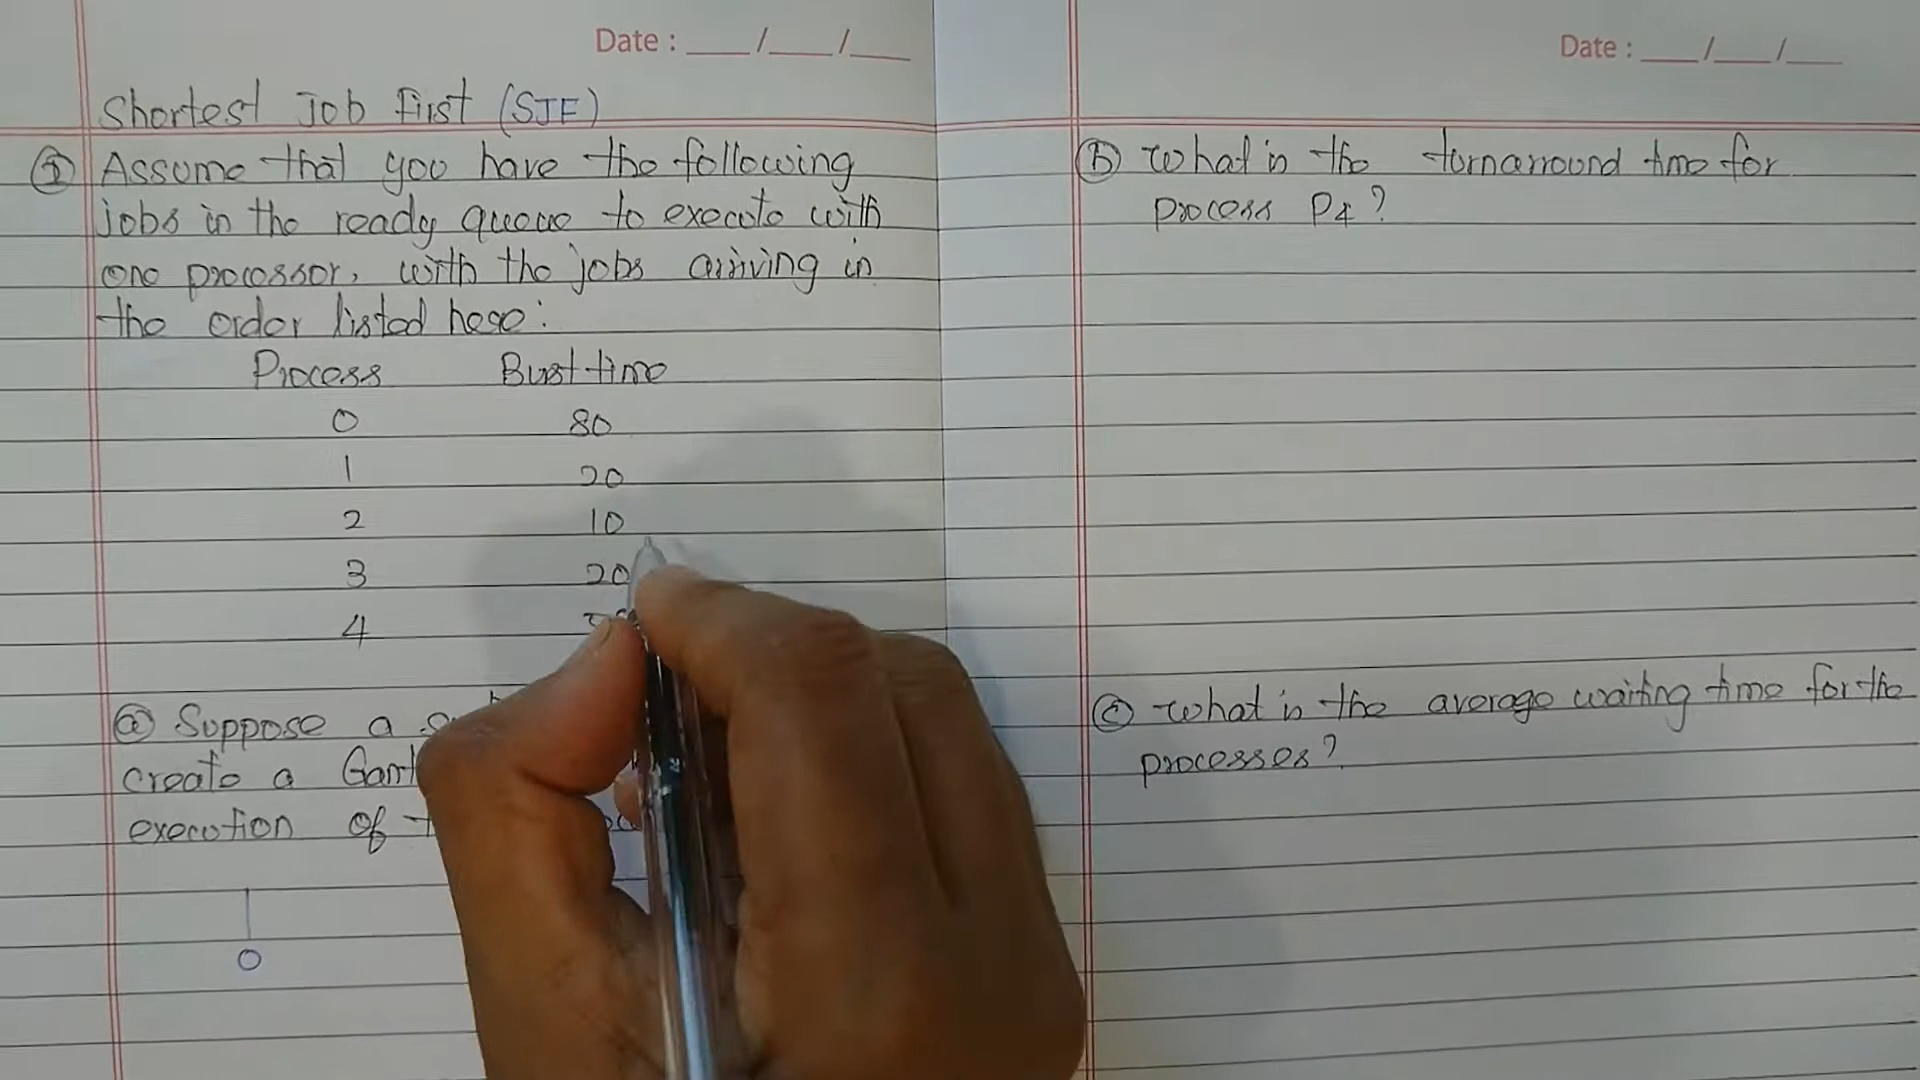 Date : ___/___/___
Shortest Job First (SJF)
① Assume that you have the following
jobs in the ready queue to execute with
one processor, with the jobs arriving in
the order listed here:
Process Burst time
0 80
1 20
2 10
3 20
4
ⓐ Suppose a
create a
execution of
0
Date : ___/___/___
ⓑ What is the turnarround time for
process P4?
ⓒ What is the average waiting time for the
processes?